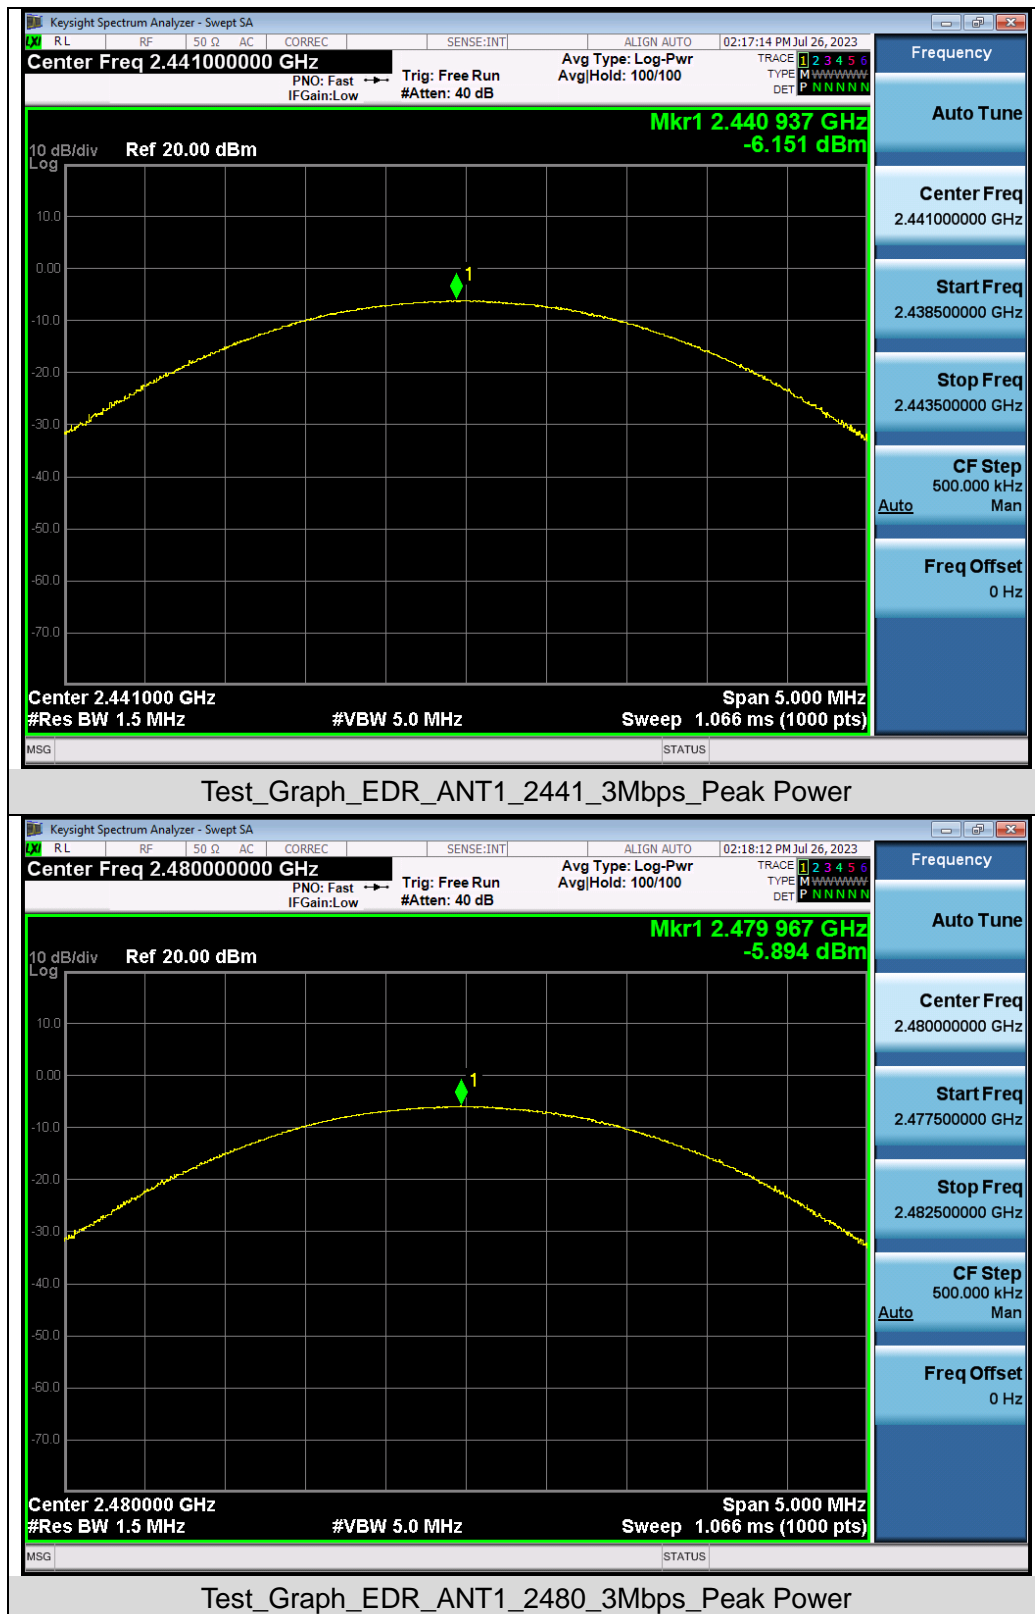 Keysight Spectrum Analyzer - Swept SA
LXI RL RF 50 Ω AC CORREC SENSE:INT ALIGN AUTO 02:17:14 PM Jul 26, 2023
Center Freq 2.441000000 GHz
PNO: Fast
IFGain:Low
Trig: Free Run
#Atten: 40 dB
Avg Type: Log-Pwr
Avg|Hold: 100/100
TRACE 1 2 3 4 5 6
TYPE M WWWWW
DET P N N N N N
Mkr1 2.440 937 GHz
-6.151 dBm
10 dB/div Ref 20.00 dBm
Log
10.0
0.00
1
-10.0
-20.0
-30.0
-40.0
-50.0
-60.0
-70.0
Center 2.441000 GHz Span 5.000 MHz
#Res BW 1.5 MHz #VBW 5.0 MHz Sweep 1.066 ms (1000 pts)
MSG STATUS
Frequency
Auto Tune
Center Freq
2.441000000 GHz
Start Freq
2.438500000 GHz
Stop Freq
2.443500000 GHz
CF Step
500.000 kHz
Auto Man
Freq Offset
0 Hz
Test_Graph_EDR_ANT1_2441_3Mbps_Peak Power
Keysight Spectrum Analyzer - Swept SA
LXI RL RF 50 Ω AC CORREC SENSE:INT ALIGN AUTO 02:18:12 PM Jul 26, 2023
Center Freq 2.480000000 GHz
PNO: Fast
IFGain:Low
Trig: Free Run
#Atten: 40 dB
Avg Type: Log-Pwr
Avg|Hold: 100/100
TRACE 1 2 3 4 5 6
TYPE M WWWWW
DET P N N N N N
Mkr1 2.479 967 GHz
-5.894 dBm
10 dB/div Ref 20.00 dBm
Log
10.0
0.00
1
-10.0
-20.0
-30.0
-40.0
-50.0
-60.0
-70.0
Center 2.480000 GHz Span 5.000 MHz
#Res BW 1.5 MHz #VBW 5.0 MHz Sweep 1.066 ms (1000 pts)
MSG STATUS
Frequency
Auto Tune
Center Freq
2.480000000 GHz
Start Freq
2.477500000 GHz
Stop Freq
2.482500000 GHz
CF Step
500.000 kHz
Auto Man
Freq Offset
0 Hz
Test_Graph_EDR_ANT1_2480_3Mbps_Peak Power